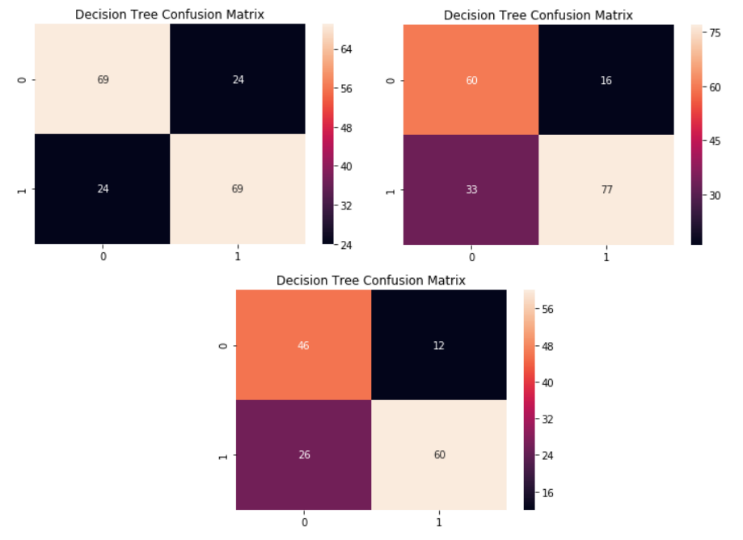 Decision Tree Confusion Matrix
0 69 24
1 24 69
0 1
64
56
48
40
32
24
Decision Tree Confusion Matrix
0 60 16
1 33 77
0 1
75
60
45
30
Decision Tree Confusion Matrix
0 46 12
1 26 60
0 1
56
48
40
32
24
16